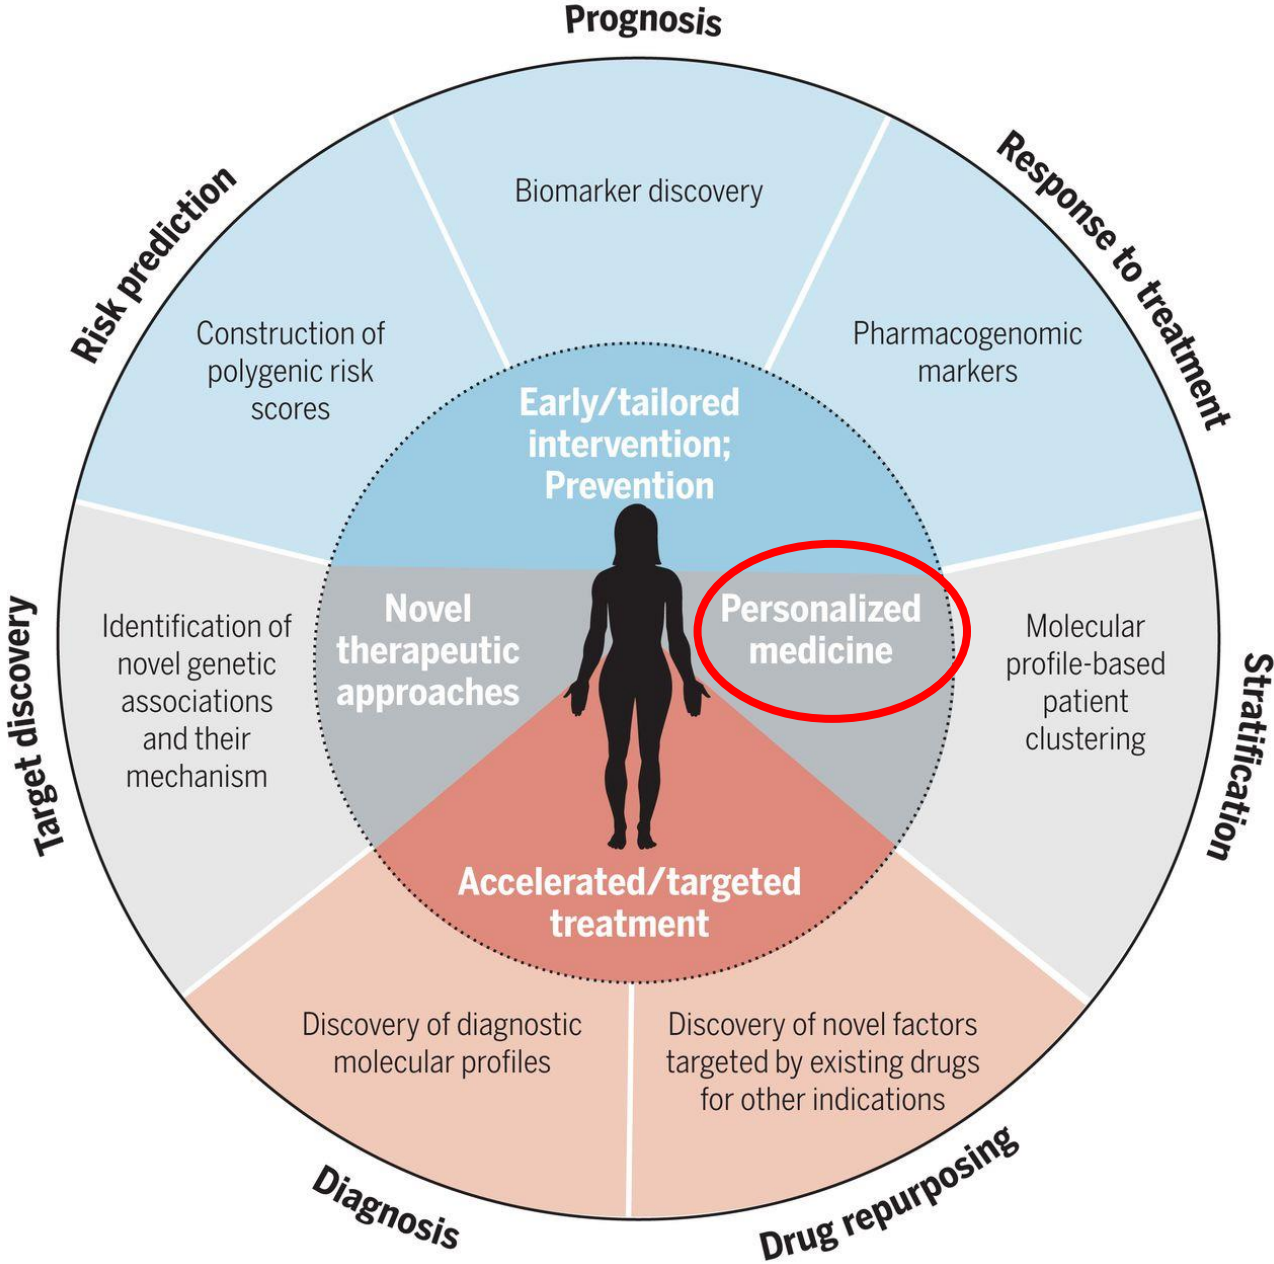 Prognosis
Risk prediction
Response to treatment
Biomarker discovery
Construction of
polygenic risk
scores
Pharmacogenomic
markers
Early/tailored
intervention;
Prevention
Target discovery
Identification of
novel genetic
associations
and their
mechanism
Novel
therapeutic
approaches
Personalized
medicine
Molecular
profile-based
patient
clustering
Stratification
Accelerated/targeted
treatment
Discovery of diagnostic
molecular profiles
Discovery of novel factors
targeted by existing drugs
for other indications
Diagnosis
Drug repurposing